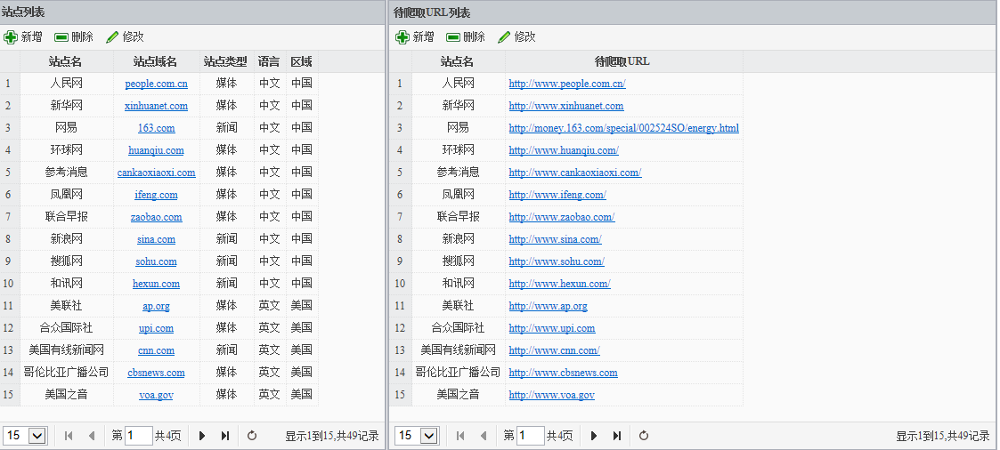 站点列表
新增 删除 修改
站点名 站点域名 站点类型 语言 区域
1 人民网 people.com.cn 媒体 中文 中国
2 新华网 xinhuanet.com 媒体 中文 中国
3 网易 163.com 新闻 中文 中国
4 环球网 huanqiu.com 媒体 中文 中国
5 参考消息 cankaoxiaoxi.com 媒体 中文 中国
6 凤凰网 ifeng.com 媒体 中文 中国
7 联合早报 zaobao.com 媒体 中文 中国
8 新浪网 sina.com 新闻 中文 中国
9 搜狐网 sohu.com 新闻 中文 中国
10 和讯网 hexun.com 新闻 中文 中国
11 美联社 ap.org 媒体 英文 美国
12 合众国际社 upi.com 媒体 英文 美国
13 美国有线新闻网 cnn.com 新闻 英文 美国
14 哥伦比亚广播公司 cbsnews.com 媒体 英文 美国
15 美国之音 voa.gov 媒体 英文 美国
15 第 1 共4页 显示1到15,共49记录
待爬取URL列表
新增 删除 修改
站点名 待爬取URL
1 人民网 http://www.people.com.cn/
2 新华网 http://www.xinhuanet.com
3 网易 http://money.163.com/special/002524SO/energy.html
4 环球网 http://www.huanqiu.com/
5 参考消息 http://www.cankaoxiaoxi.com/
6 凤凰网 http://www.ifeng.com/
7 联合早报 http://www.zaobao.com/
8 新浪网 http://www.sina.com/
9 搜狐网 http://www.sohu.com/
10 和讯网 http://www.hexun.com/
11 美联社 http://www.ap.org
12 合众国际社 http://www.upi.com
13 美国有线新闻网 http://www.cnn.com/
14 哥伦比亚广播公司 http://www.cbsnews.com
15 美国之音 http://www.voa.gov
15 第 1 共4页 显示1到15,共49记录